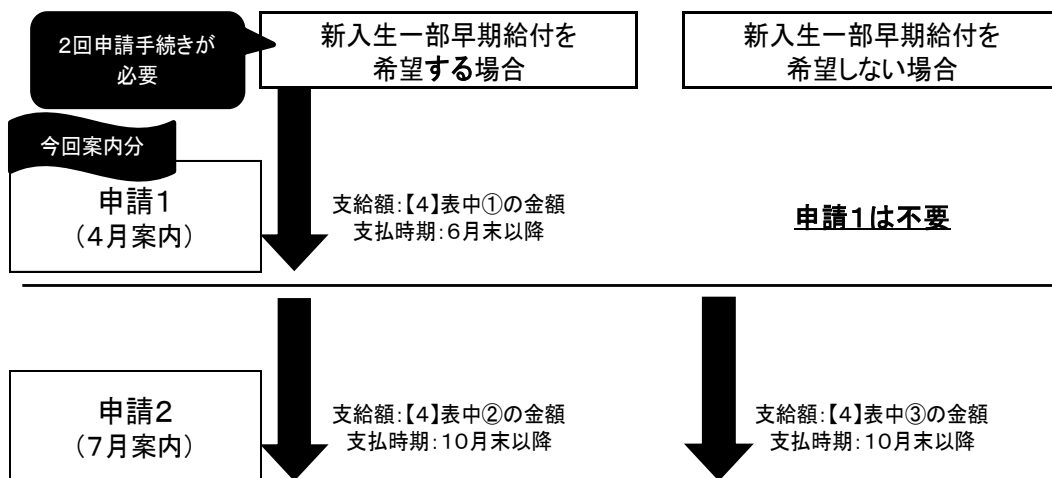 2回申請手続きが
必要
新入生一部早期給付を
希望する場合
新入生一部早期給付を
希望しない場合
今回案内分
申請1
(4月案内)
支給額:【4】表中①の金額
支払時期:6月末以降
申請1は不要
申請2
(7月案内)
支給額:【4】表中②の金額
支払時期:10月末以降
支給額:【4】表中③の金額
支払時期:10月末以降